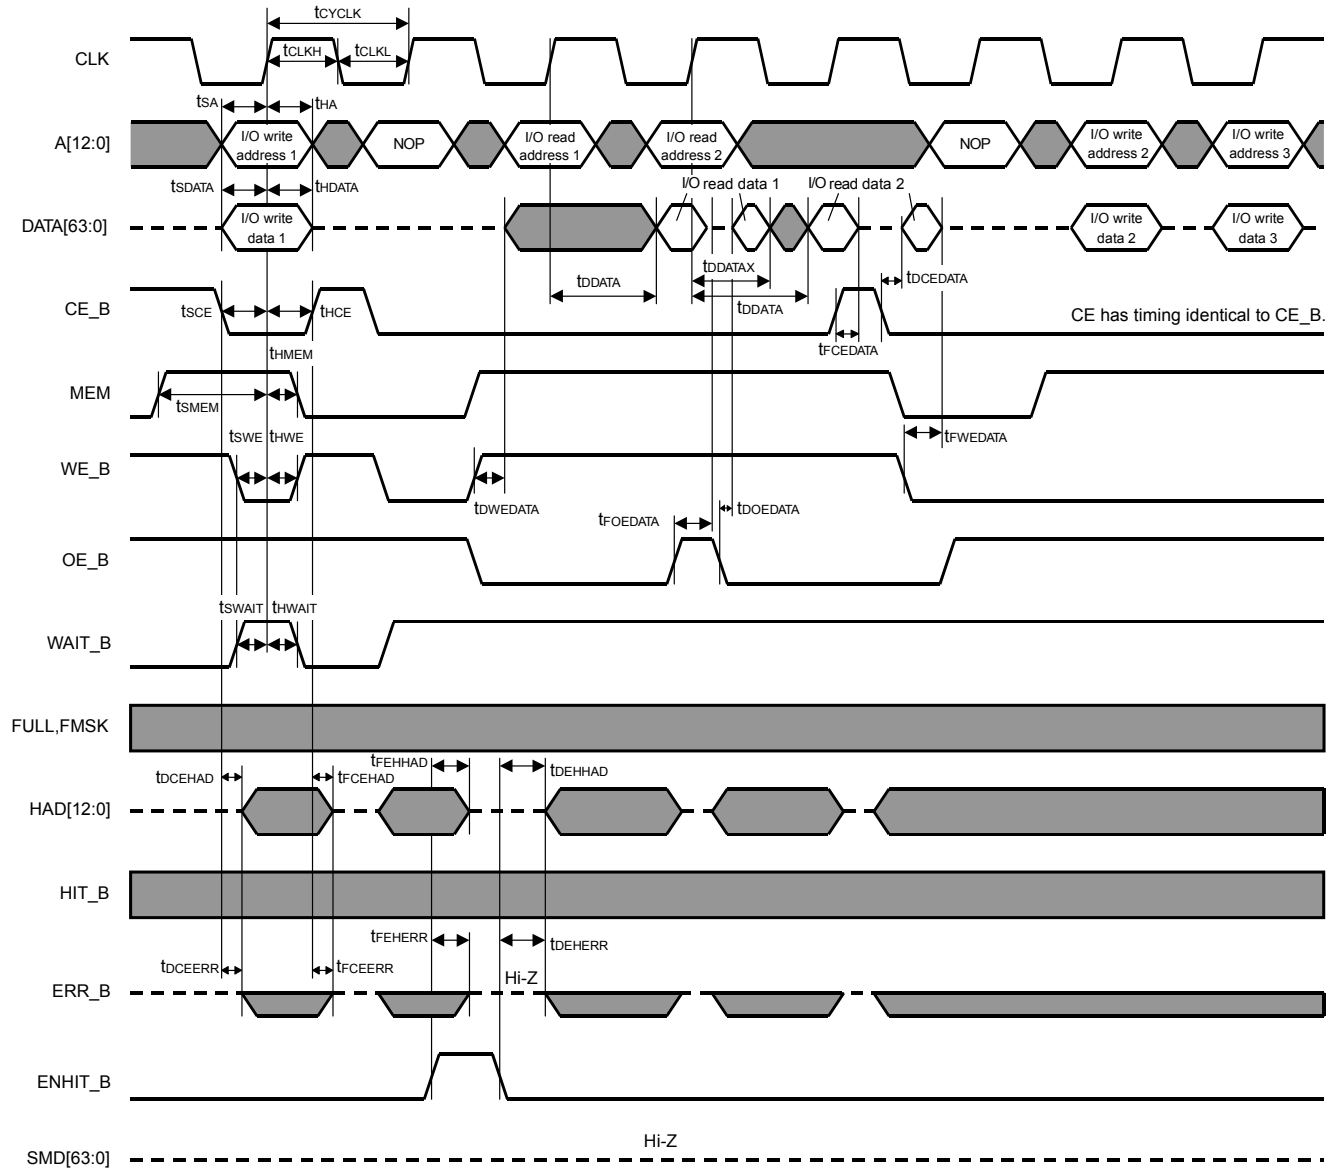 tCYCLK
CLK
tCLKH
tCLKL
tSA
tHA
A[12:0]
I/O write
address 1
NOP
I/O read
address 1
I/O read
address 2
NOP
I/O write
address 2
I/O write
address 3
tSDATA
tHDATA
I/O read data 1
I/O read data 2
DATA[63:0]
I/O write
data 1
I/O write
data 2
I/O write
data 3
tDDATA
tDDATAX
tDDATA
tDCEDATA
CE_B
tSCE
tHCE
CE has timing identical to CE_B.
tFCEDATA
tHMEM
MEM
tSMEM
tSWE
tHWE
tFWEDATA
WE_B
tDWEDATA
tFOEDATA
tDOEDATA
OE_B
tSWAIT
tHWAIT
WAIT_B
FULL,FMSK
tFEHHAD
tDEHHAD
tDCEHAD
tFCEHAD
HAD[12:0]
HIT_B
tFEHERR
tDEHERR
tDCEERR
tFCEERR
Hi-Z
ERR_B
ENHIT_B
Hi-Z
SMD[63:0]